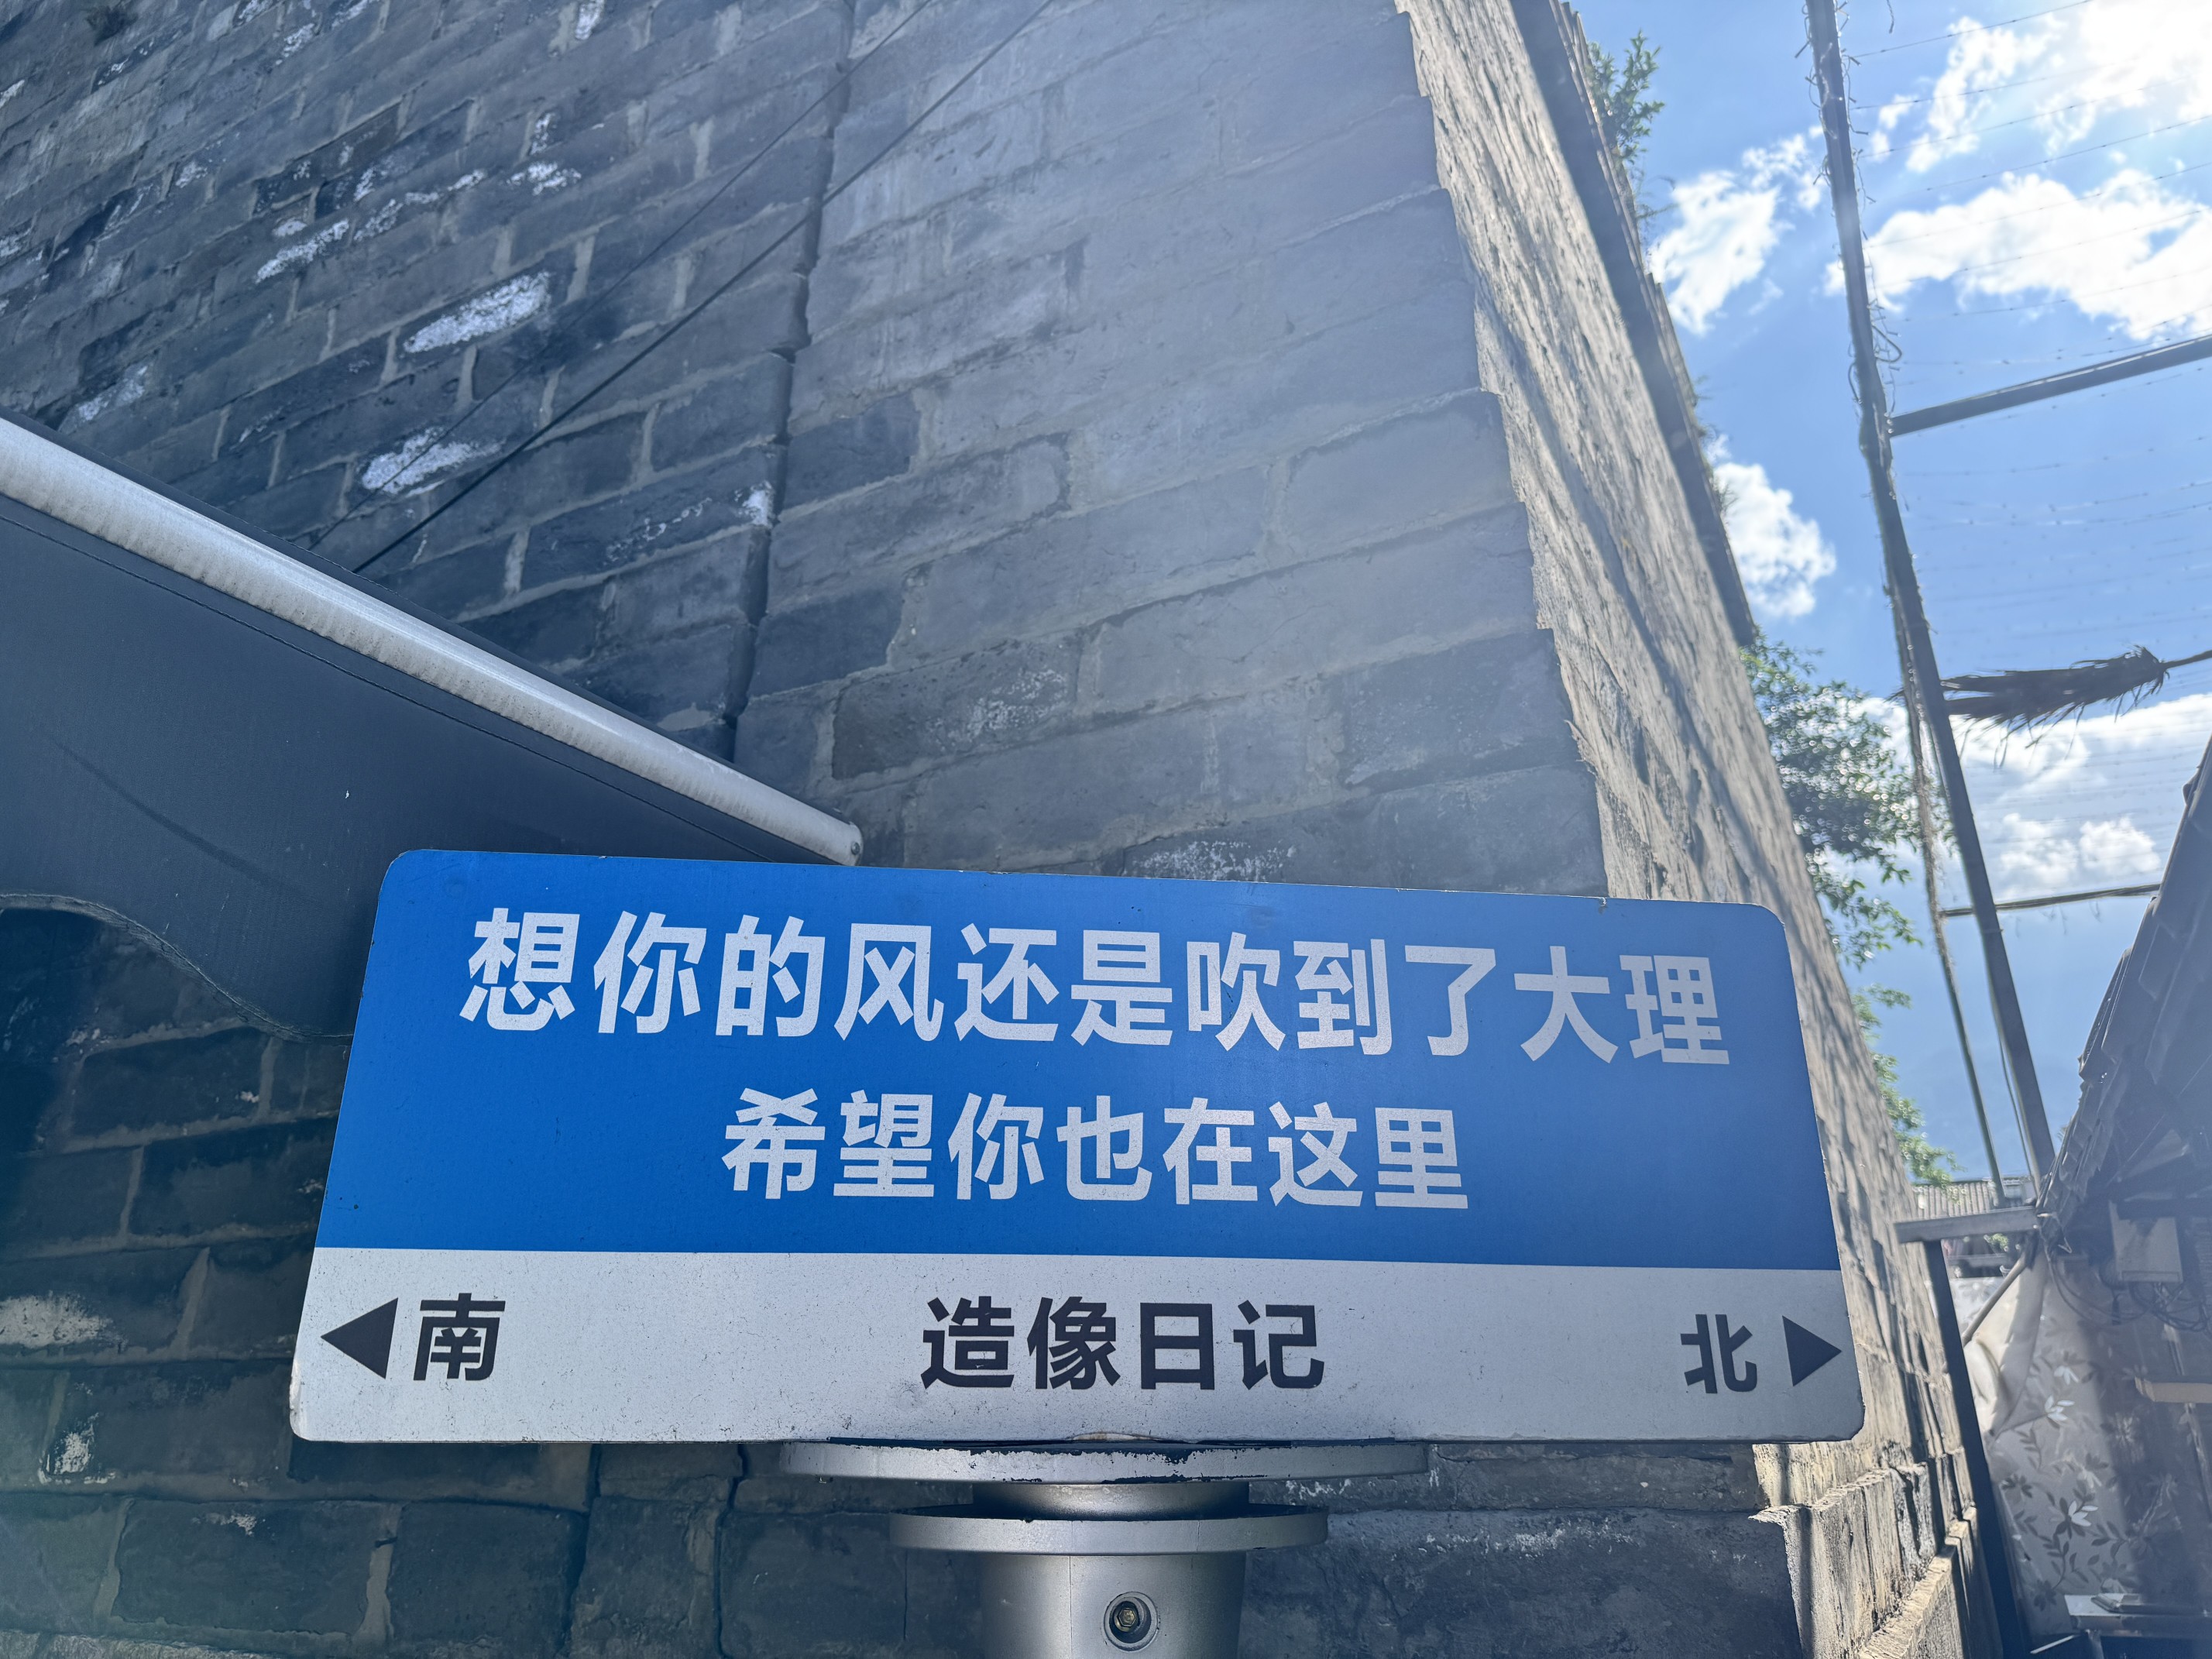 想你的风还是吹到了大理
希望你也在这里
南 造像日记 北